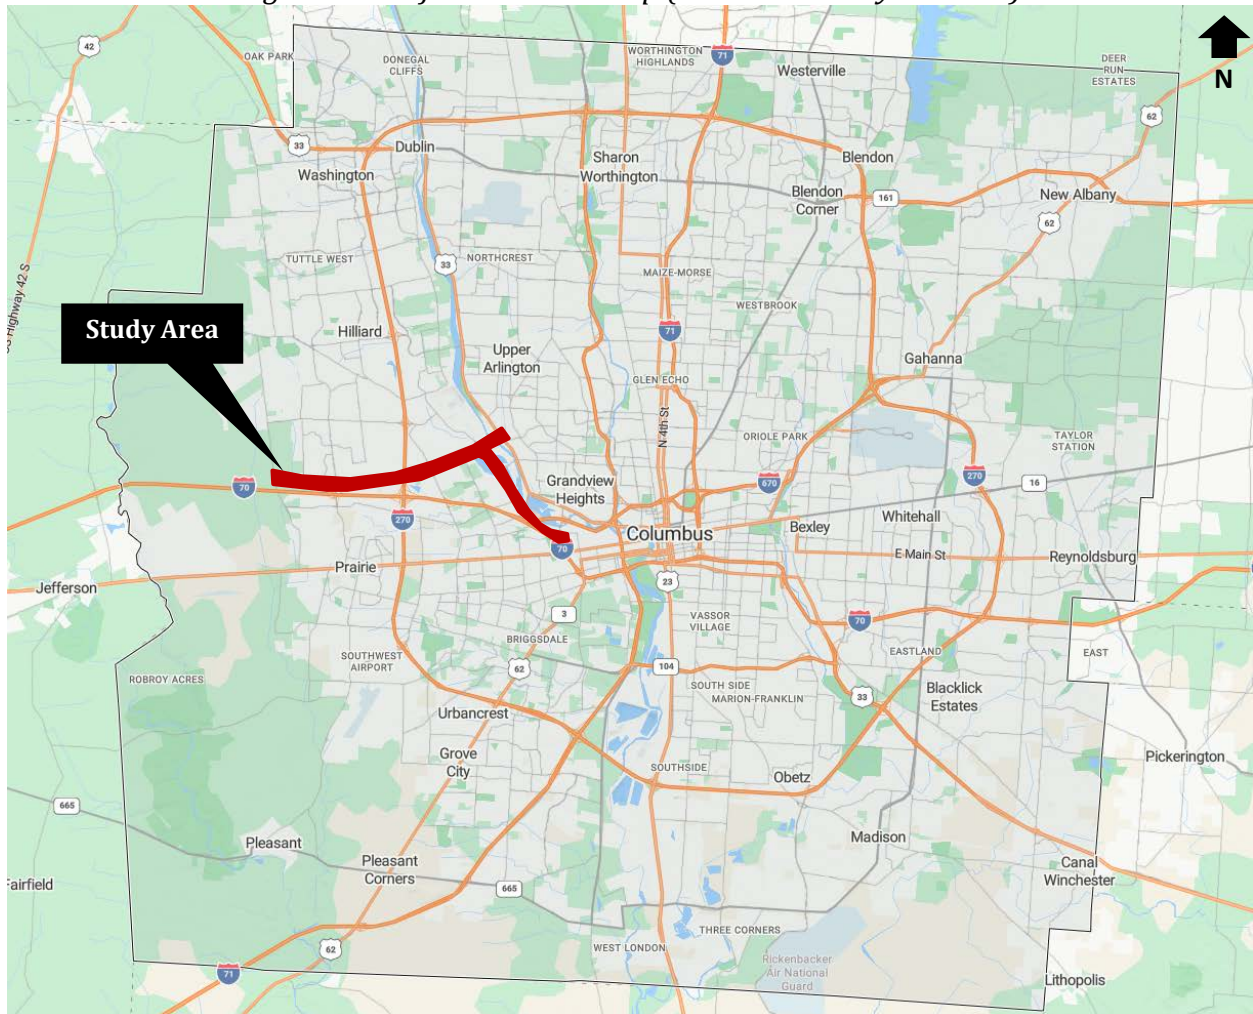 42
OAK PARK
DONEGAL
CLIFFS
WORTHINGTON
HIGHLANDS
71
Westerville
DEER
RUN
ESTATES
N
62
33
Dublin
Washington
Sharon
Worthington
Blendon
Blendon
Corner
161
New Albany
62
TUTTLE WEST
33
NORTHCREST
MAIZE-MORSE
WESTBROOK
Highway 42 S
Study Area
Hilliard
Upper
Arlington
71
Gahanna
GLEN ECHO
N 4th St
ORIOLE PARK
TAYLOR
STATION
70
Grandview
Heights
670
270
16
270
Columbus
Bexley
Whitehall
70
E Main St
Reynoldsburg
Prairie
Jefferson
23
3
VASSOR
VILLAGE
70
BRIGGSDALE
SOUTHWEST
AIRPORT
62
104
EASTLAND
EAST
ROBROY ACRES
SOUTH SIDE
MARION-FRANKLIN
33
Blacklick
Estates
Urbancrest
Grove
City
SOUTHSIDE
Obetz
Pickerington
665
Pleasant
Madison
Pleasant
Corners
Canal
Winchester
Fairfield
665
62
WEST LONDON
THREE CORNERS
Rickenbacker
Air National
Guard
71
Lithopolis